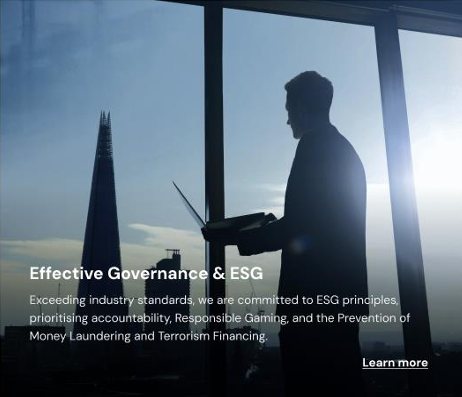 Effective Governance & ESG
Exceeding industry standards, we are committed to ESG principles,
prioritising accountability, Responsible Gaming, and the Prevention of
Money Laundering and Terrorism Financing.
Learn more